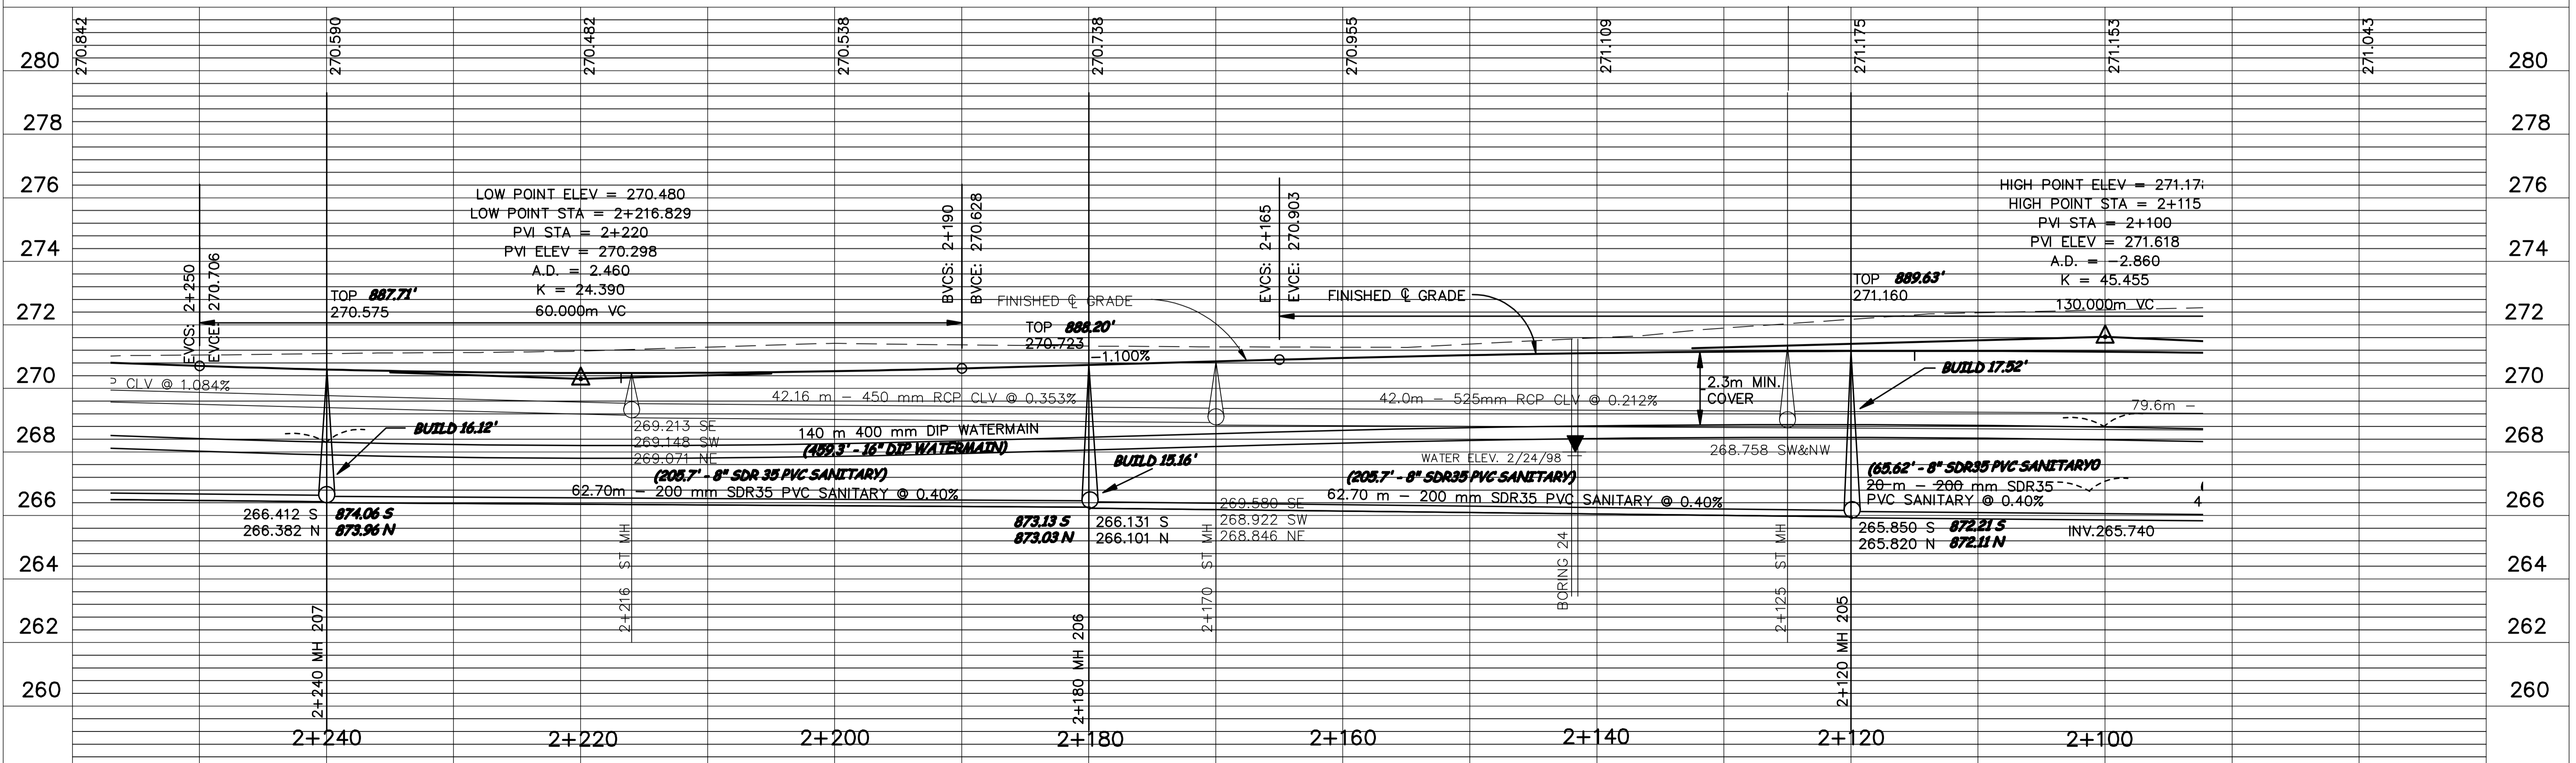 270.842
270.590
270.482
270.538
270.738
270.955
271.109
271.175
271.153
271.043
280
278
276
274
272
270
268
266
264
262
260
280
278
276
274
272
270
268
266
264
262
260
EVCS: 2+250
EVCE: 270.706
TOP 887.71'
270.575
LOW POINT ELEV = 270.480
LOW POINT STA = 2+216.829
PVI STA = 2+220
PVI ELEV = 270.298
A.D. = 2.460
K = 24.390
60.000m VC
BVCS: 2+190
BVCE: 270.628
FINISHED ℄ GRADE
TOP 888.20'
270.723
-1.100%
EVCS: 2+165
EVCE: 270.903
FINISHED ℄ GRADE
TOP 889.63'
271.160
HIGH POINT ELEV = 271.17
HIGH POINT STA = 2+115
PVI STA = 2+100
PVI ELEV = 271.618
A.D. = -2.860
K = 45.455
130.000m VC
CLV @ 1.084%
BUILD 16.12'
269.213 SE
269.148 SW
269.071 NE
42.16 m - 450 mm RCP CLV @ 0.353%
140 m 400 mm DIP WATERMAIN
(459.3' - 16" DIP WATERMAIN)
(205.7' - 8" SDR 35 PVC SANITARY)
62.70m - 200 mm SDR35 PVC SANITARY @ 0.40%
BUILD 15.16'
42.0m - 525mm RCP CLV @ 0.212%
WATER ELEV. 2/24/98
(205.7' - 8" SDR35 PVC SANITARY)
62.70 m - 200 mm SDR35 PVC SANITARY @ 0.40%
2.3m MIN.
COVER
268.758 SW&NW
BUILD 17.52'
79.6m -
(65.62' - 8" SDR35 PVC SANITARY0
20 m - 200 mm SDR35
PVC SANITARY @ 0.40%
4
266.412 S 874.06 S
266.382 N 873.96 N
873.13 S 266.131 S
873.03 N 266.101 N
269.580 SE
268.922 SW
268.846 NE
265.850 S 872.21 S
265.820 N 872.11 N
INV.265.740
2+240 MH 207
2+216 ST MH
2+180 MH 206
2+170 ST MH
BORING 24
2+125 ST MH
2+120 MH 205
2+240
2+220
2+200
2+180
2+160
2+140
2+120
2+100